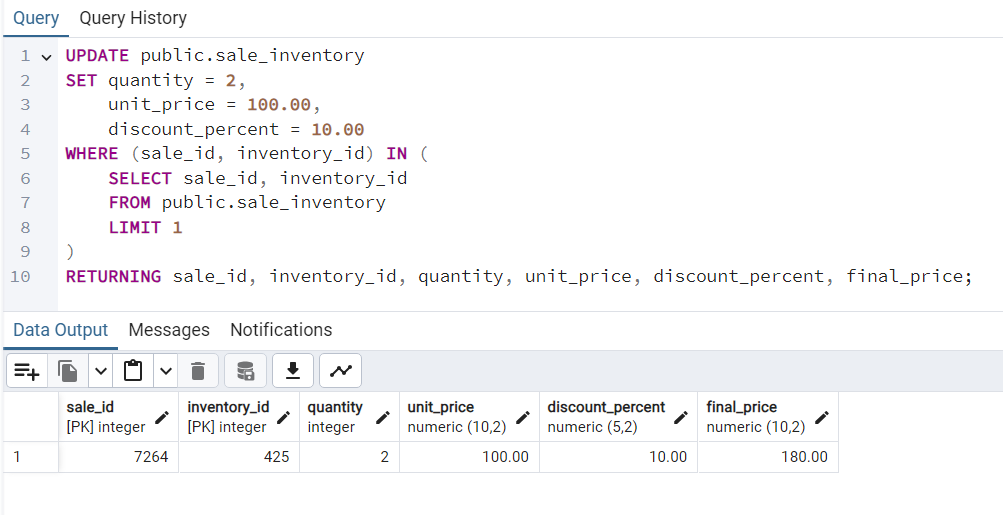 Query Query History
1 UPDATE public.sale_inventory
2 SET quantity = 2,
3 unit_price = 100.00,
4 discount_percent = 10.00
5 WHERE (sale_id, inventory_id) IN (
6 SELECT sale_id, inventory_id
7 FROM public.sale_inventory
8 LIMIT 1
9 )
10 RETURNING sale_id, inventory_id, quantity, unit_price, discount_percent, final_price;
Data Output Messages Notifications
sale_id inventory_id quantity unit_price discount_percent final_price
[PK] integer [PK] integer integer numeric (10,2) numeric (5,2) numeric (10,2)
1 7264 425 2 100.00 10.00 180.00